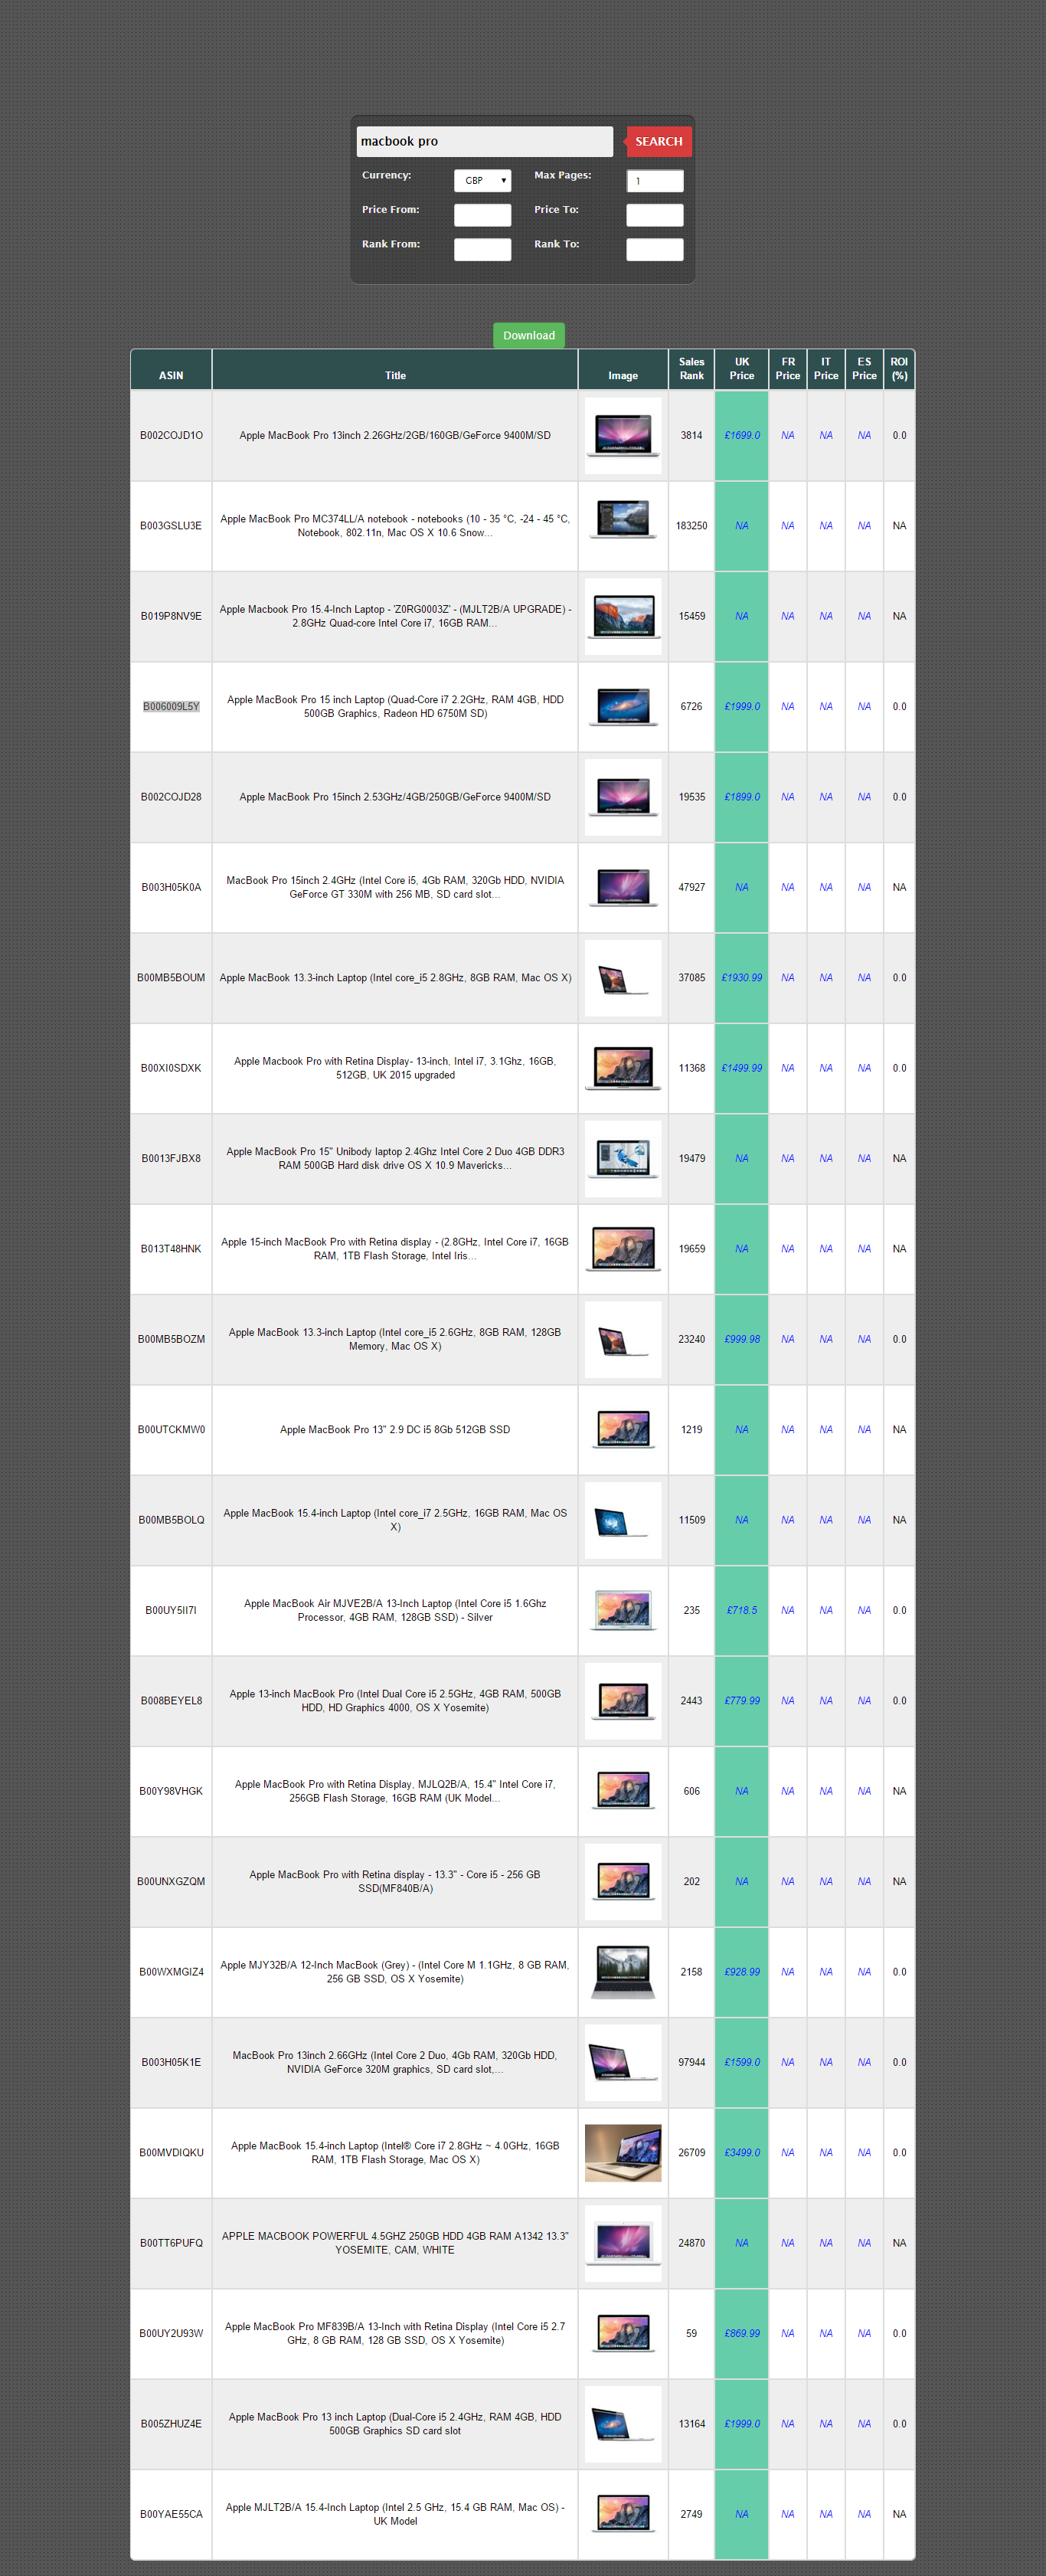 macbook pro
SEARCH
Currency: GBP Max Pages: 1
Price From: Price To:
Rank From: Rank To:
Download
ASIN Title Image Sales Rank UK Price FR Price IT Price ES Price ROI (%)
B002COJD1O Apple MacBook Pro 13inch 2.26GHz/2GB/160GB/GeForce 9400M/SD 3814 £1699.0 NA NA NA 0.0
Apple MacBook Pro MC374LL/A notebook - notebooks (10 - 35 °C, -24 - 45 °C,
B003GSLU3E Notebook, 802.11n, Mac OS X 10.6 Snow... 183250 NA NA NA NA NA
Apple Macbook Pro 15.4-Inch Laptop - 'Z0RG0003Z' - (MJLT2B/A UPGRADE) -
B019P8NV9E 2.8GHz Quad-core Intel Core i7, 16GB RAM... 15459 NA NA NA NA NA
Apple MacBook Pro 15 inch Laptop (Quad-Core i7 2.2GHz, RAM 4GB, HDD
B006009L5Y 500GB Graphics, Radeon HD 6750M SD) 6726 £1999.0 NA NA NA 0.0
B002COJD28 Apple MacBook Pro 15inch 2.53GHz/4GB/250GB/GeForce 9400M/SD 19535 £1899.0 NA NA NA 0.0
MacBook Pro 15inch 2.4GHz (Intel Core i5, 4Gb RAM, 320Gb HDD, NVIDIA
B003H05K0A GeForce GT 330M with 256 MB, SD card slot... 47927 NA NA NA NA NA
B00MB5BOUM Apple MacBook 13.3-inch Laptop (Intel core_i5 2.8GHz, 8GB RAM, Mac OS X) 37085 £1930.99 NA NA NA 0.0
Apple Macbook Pro with Retina Display- 13-inch, Intel i7, 3.1Ghz, 16GB,
B00XI0SDXK 512GB, UK 2015 upgraded 11368 £1499.99 NA NA NA 0.0
Apple MacBook Pro 15" Unibody laptop 2.4Ghz Intel Core 2 Duo 4GB DDR3
B0013FJBX8 RAM 500GB Hard disk drive OS X 10.9 Mavericks... 19479 NA NA NA NA NA
Apple 15-inch MacBook Pro with Retina display - (2.8GHz, Intel Core i7, 16GB
B013T48HNK RAM, 1TB Flash Storage, Intel Iris... 19659 NA NA NA NA NA
Apple MacBook 13.3-inch Laptop (Intel core_i5 2.6GHz, 8GB RAM, 128GB
B00MB5BOZM Memory, Mac OS X) 23240 £999.98 NA NA NA 0.0
B00UTCKMW0 Apple MacBook Pro 13" 2.9 DC i5 8Gb 512GB SSD 1219 NA NA NA NA NA
Apple MacBook 15.4-inch Laptop (Intel core_i7 2.5GHz, 16GB RAM, Mac OS
B00MB5BOLQ X) 11509 NA NA NA NA NA
Apple MacBook Air MJVE2B/A 13-Inch Laptop (Intel Core i5 1.6Ghz
B00UY5II7I Processor, 4GB RAM, 128GB SSD) - Silver 235 £718.5 NA NA NA 0.0
Apple 13-inch MacBook Pro (Intel Dual Core i5 2.5GHz, 4GB RAM, 500GB
B008BEYEL8 HDD, HD Graphics 4000, OS X Yosemite) 2443 £779.99 NA NA NA 0.0
Apple MacBook Pro with Retina Display, MJLQ2B/A, 15.4" Intel Core i7,
B00Y98VHGK 256GB Flash Storage, 16GB RAM (UK Model... 606 NA NA NA NA NA
Apple MacBook Pro with Retina display - 13.3" - Core i5 - 256 GB
B00UNXGZQM SSD(MF840B/A) 202 NA NA NA NA NA
Apple MJY32B/A 12-Inch MacBook (Grey) - (Intel Core M 1.1GHz, 8 GB RAM,
B00WXMGIZ4 256 GB SSD, OS X Yosemite) 2158 £928.99 NA NA NA 0.0
MacBook Pro 13inch 2.66GHz (Intel Core 2 Duo, 4Gb RAM, 320Gb HDD,
B003H05K1E NVIDIA GeForce 320M graphics, SD card slot,... 97944 £1599.0 NA NA NA 0.0
Apple MacBook 15.4-inch Laptop (Intel® Core i7 2.8GHz ~ 4.0GHz, 16GB
B00MVDIQKU RAM, 1TB Flash Storage, Mac OS X) 26709 £3499.0 NA NA NA 0.0
APPLE MACBOOK POWERFUL 4.5GHZ 250GB HDD 4GB RAM A1342 13.3"
B00TT6PUFQ YOSEMITE, CAM, WHITE 24870 NA NA NA NA NA
Apple MacBook Pro MF839B/A 13-Inch with Retina Display (Intel Core i5 2.7
B00UY2U93W GHz, 8 GB RAM, 128 GB SSD, OS X Yosemite) 59 £869.99 NA NA NA 0.0
Apple MacBook Pro 13 inch Laptop (Dual-Core i5 2.4GHz, RAM 4GB, HDD
B005ZHUZ4E 500GB Graphics SD card slot 13164 £1999.0 NA NA NA 0.0
Apple MJLT2B/A 15.4-Inch Laptop (Intel 2.5 GHz, 15.4 GB RAM, Mac OS) -
B00YAE55CA UK Model 2749 NA NA NA NA NA